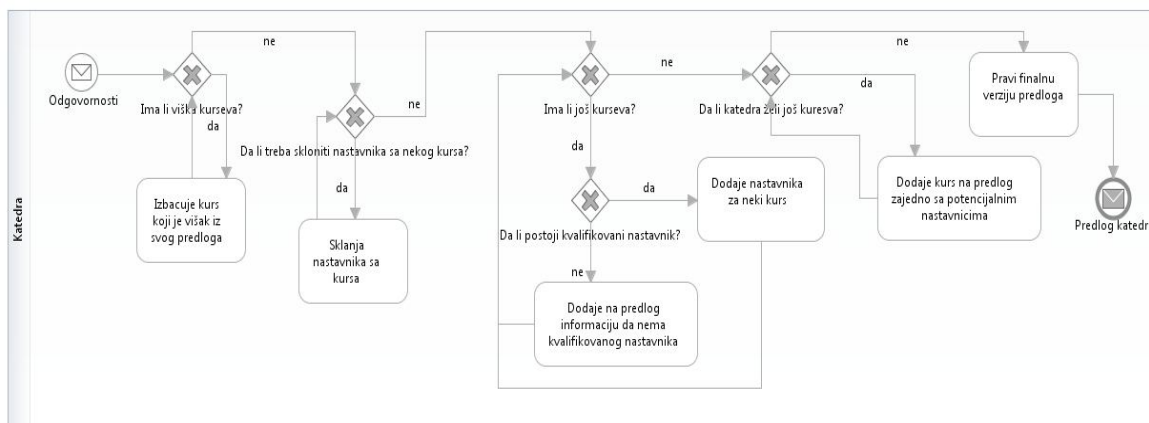 Katedra
Odgovornosti
Ima li viška kurseva?
ne
da
Izbacuje kurs
koji je višak iz
svog predloga
Da li treba skloniti nastavnika sa nekog kursa?
ne
da
Sklanja
nastavnika sa
kursa
Ima li još kurseva?
ne
da
Da li postoji kvalifikovani nastavnik?
da
Dodaje nastavnika
za neki kurs
ne
Dodaje na predlog
informaciju da nema
kvalifikovanog nastavnika
Da li katedra želi još kuresva?
ne
da
Dodaje kurs na predlog
zajedno sa potencijalnim
nastavnicima
Pravi finalnu
verziju predloga
Predlog katedr